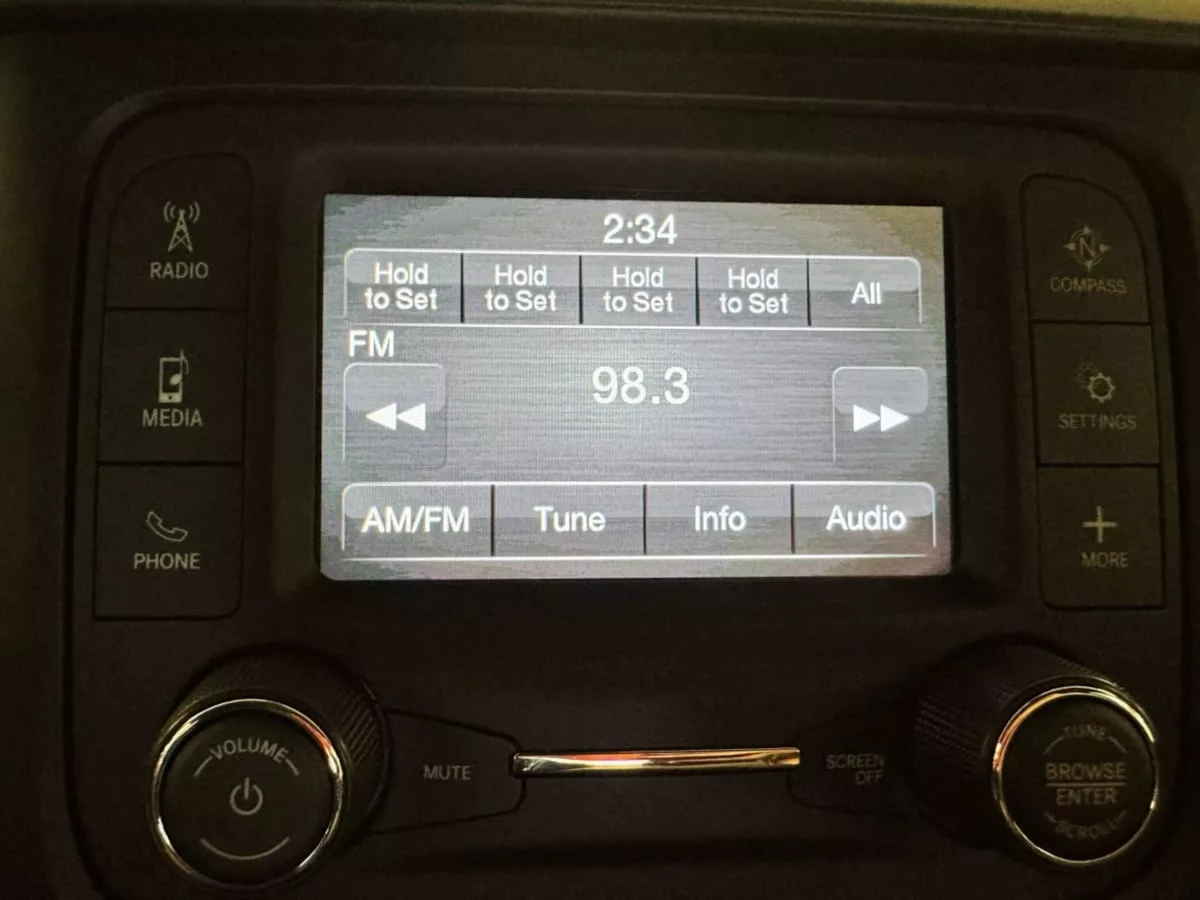 2:34
Hold to Set
Hold to Set
Hold to Set
Hold to Set
All
FM
98.3
AM/FM
Tune
Info
Audio
RADIO
MEDIA
PHONE
COMPASS
N
SETTINGS
MORE
VOLUME
MUTE
SCREEN
OFF
TUNE
BROWSE
ENTER
SCROLL